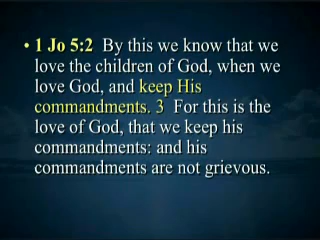 • 1 Jo 5:2  By this we know that we
love the children of God, when we
love God, and keep His
commandments. 3  For this is the
love of God, that we keep his
commandments: and his
commandments are not grievous.